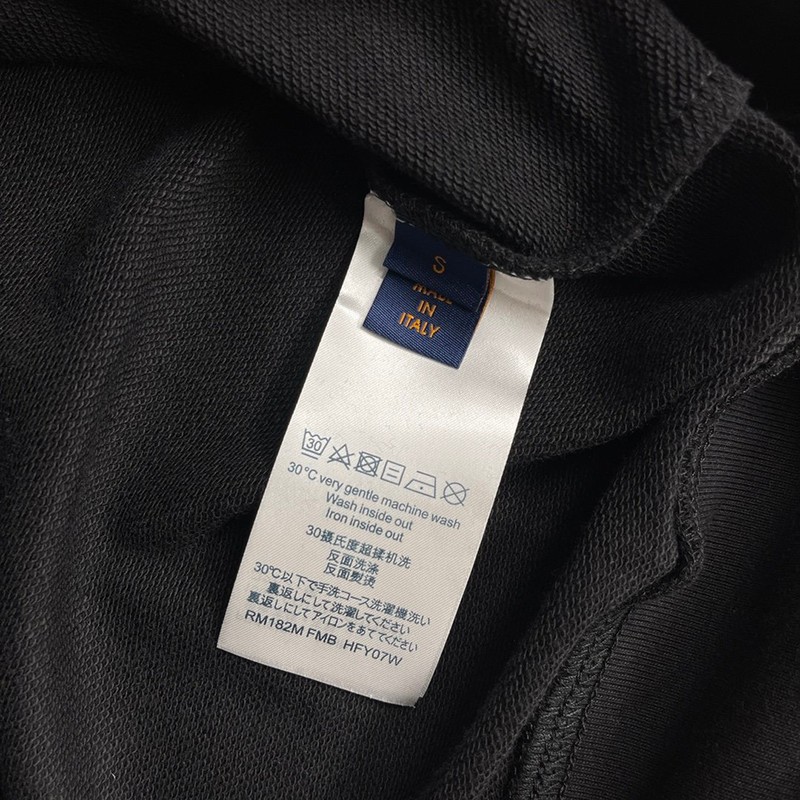 S
MADE
IN
ITALY
30
30°C very gentle machine wash
Wash inside out
Iron inside out
30摄氏度超揉机洗
反面洗涤
反面熨烫
30℃以下で手洗コース洗濯機洗い
裏返しにして洗濯してください
裏返しにしてアイロンをあててください
RM182M FMB HFY07W